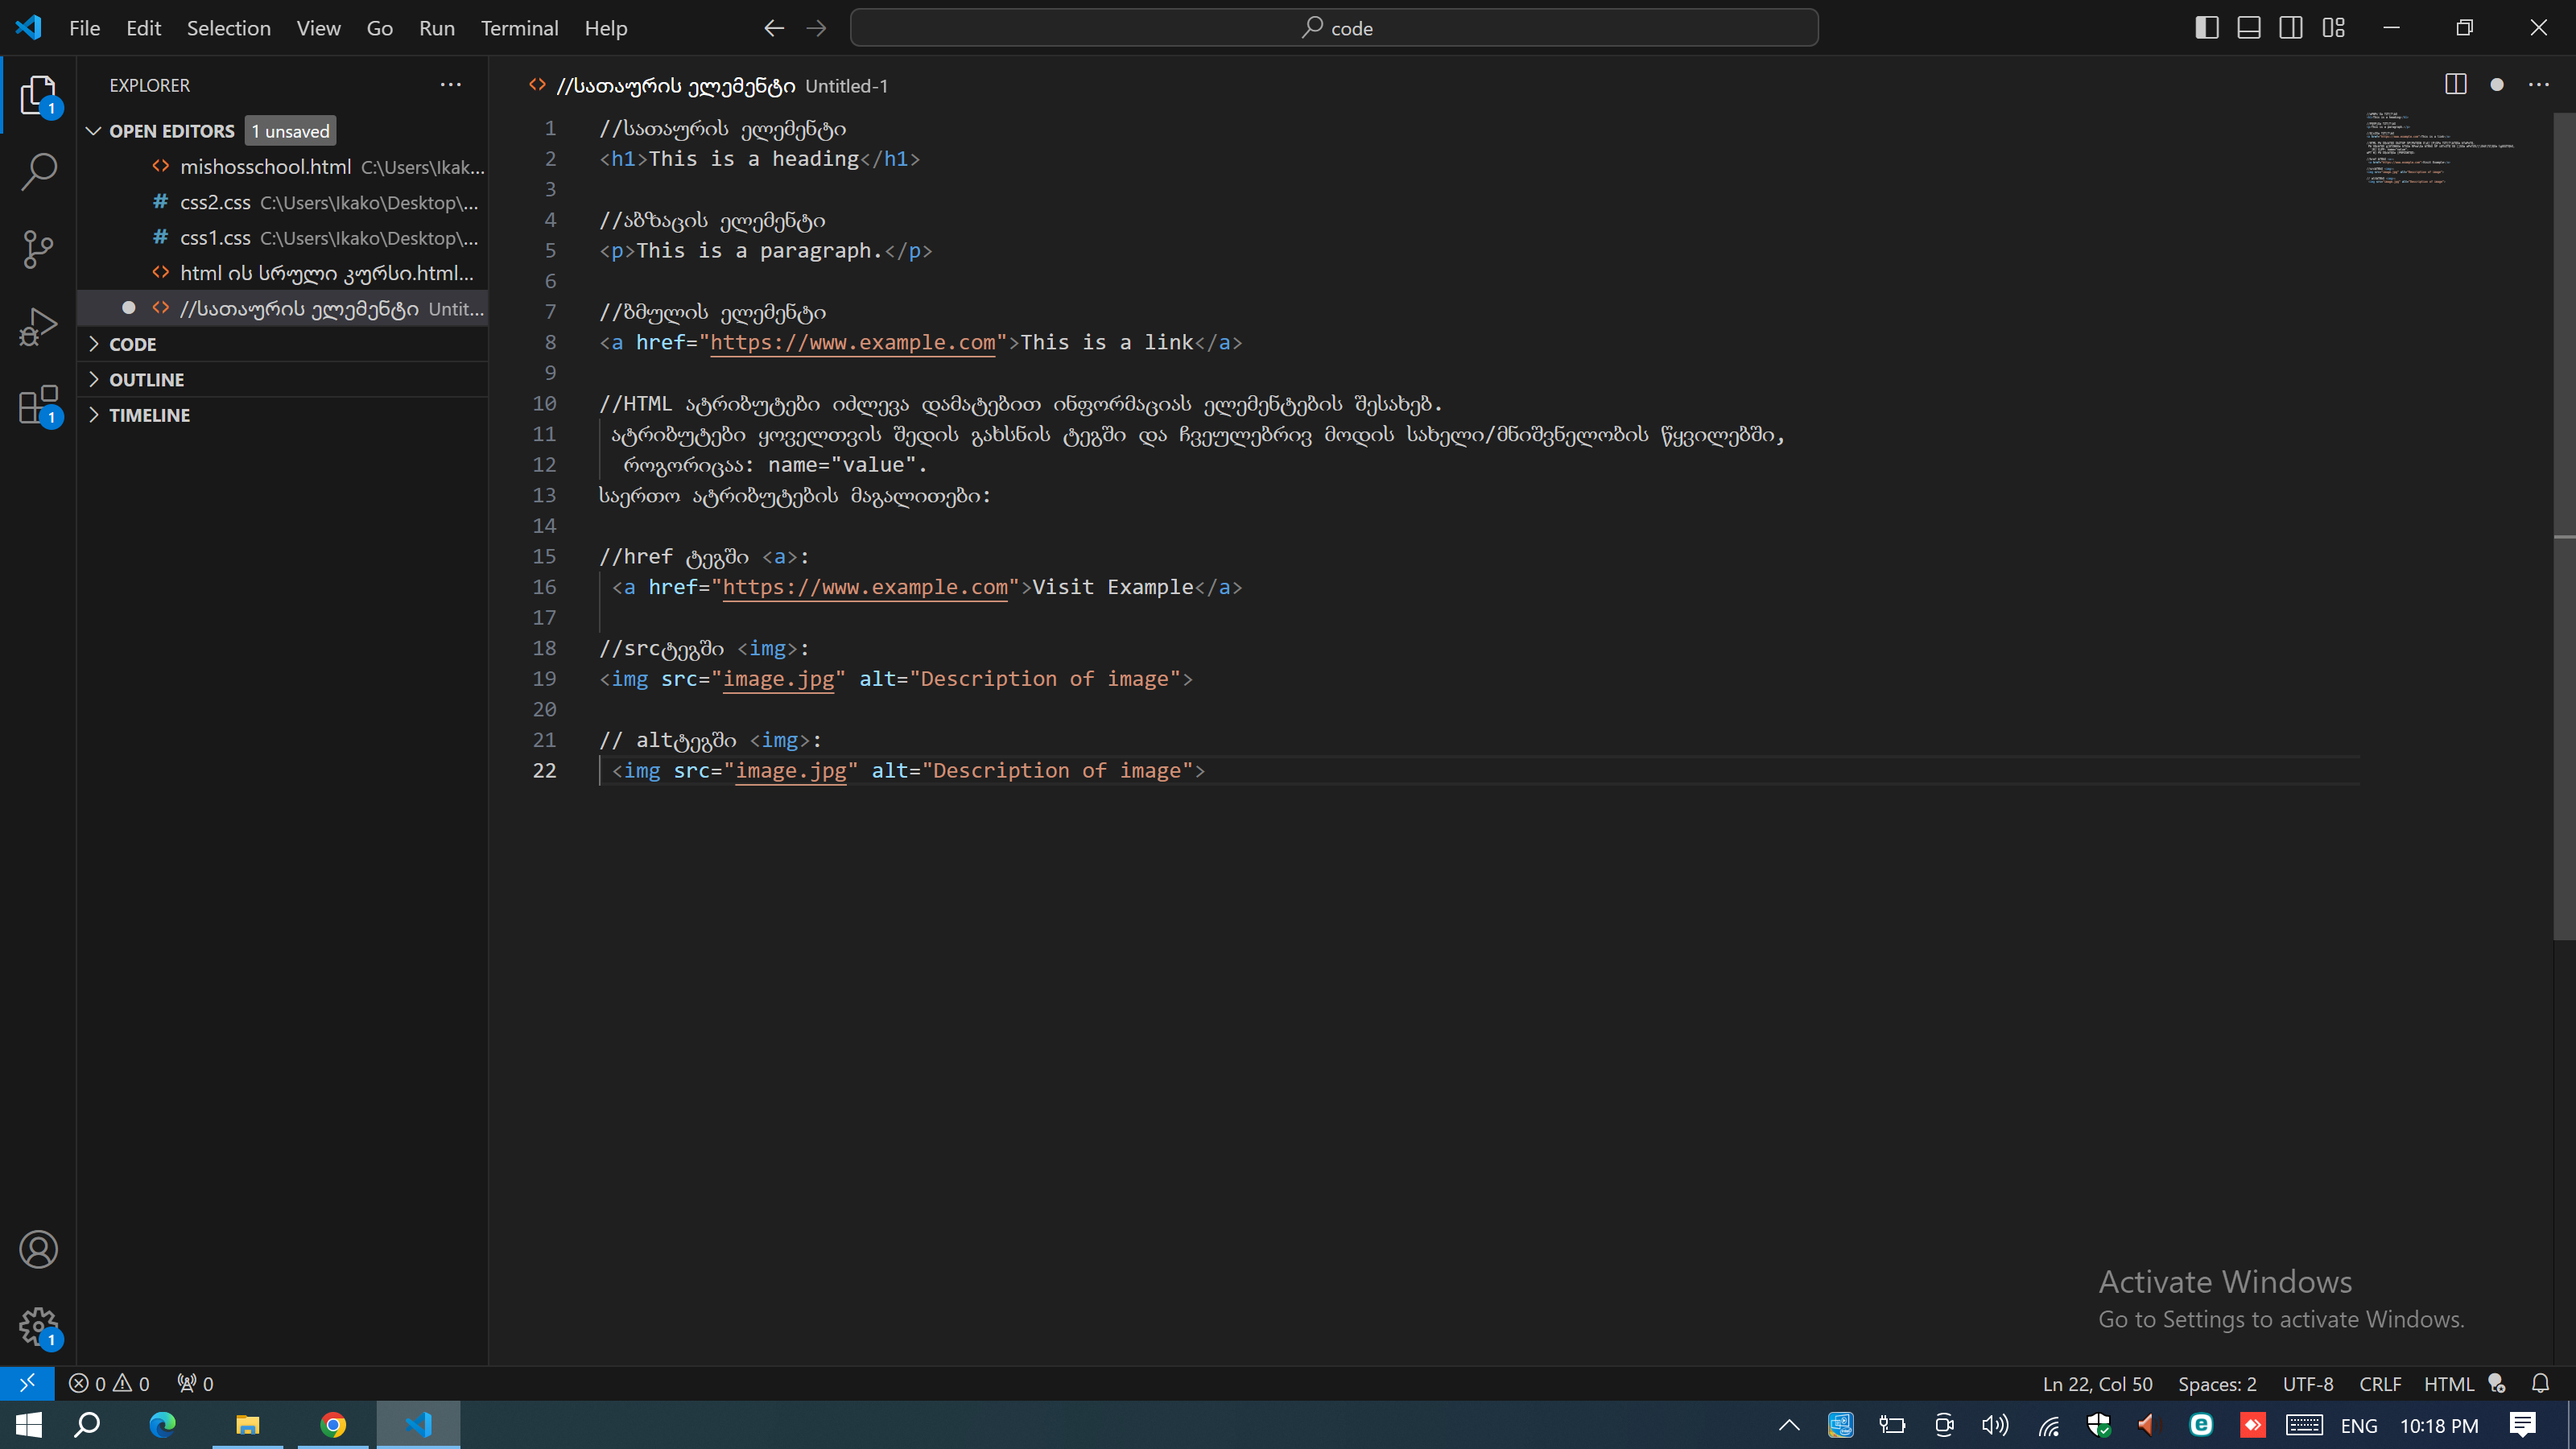 File Edit Selection View Go Run Terminal Help
code
EXPLORER
OPEN EDITORS 1 unsaved
mishosschool.html C:\Users\Ikak...
css2.css C:\Users\Ikako\Desktop\...
css1.css C:\Users\Ikako\Desktop\...
html ის სრული კურსი.html...
//სათაურის ელემენტი Untit...
CODE
OUTLINE
TIMELINE
//სათაურის ელემენტი Untitled-1
1 //სათაურის ელემენტი
2 <h1>This is a heading</h1>
3
4 //აბზაცის ელემენტი
5 <p>This is a paragraph.</p>
6
7 //ბმულის ელემენტი
8 <a href="https://www.example.com">This is a link</a>
9
10 //HTML ატრიბუტები იძლევა დამატებით ინფორმაციას ელემენტების შესახებ.
11 ატრიბუტები ყოველთვის შედის გახსნის ტეგში და ჩვეულებრივ მოდის სახელი/მნიშვნელობის წყვილებში,
12 როგორიცაა: name="value".
13 საერთო ატრიბუტების მაგალითები:
14
15 //href ტეგში <a>:
16 <a href="https://www.example.com">Visit Example</a>
17
18 //srcტეგში <img>:
19 <img src="image.jpg" alt="Description of image">
20
21 // altტეგში <img>:
22 <img src="image.jpg" alt="Description of image">
Activate Windows
Go to Settings to activate Windows.
0 0 0
Ln 22, Col 50 Spaces: 2 UTF-8 CRLF HTML
ENG 10:18 PM